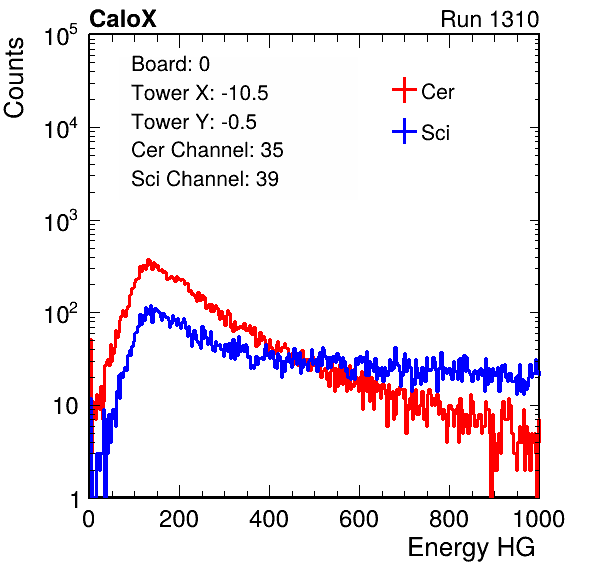 CaloX Run 1310
Counts
Board: 0
Tower X: -10.5
Tower Y: -0.5
Cer Channel: 35
Sci Channel: 39
Cer
Sci
10^5
10^4
10^3
10^2
10
1
0 200 400 600 800 1000
Energy HG